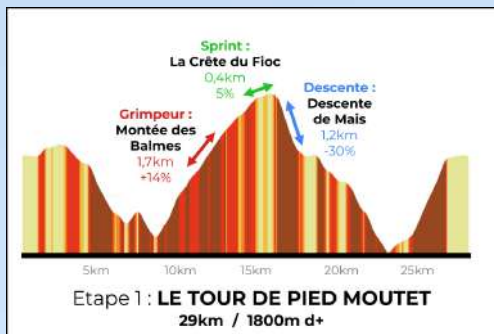 Sprint :
La Crête du Fioc
0,4km
5%
Descente :
Descente
de Mais
1,2km
-30%
Grimpeur :
Montée des
Balmes
1,7km
+14%
5km 10km 15km 20km 25km
Etape 1 : LE TOUR DE PIED MOUTET
29km / 1800m d+